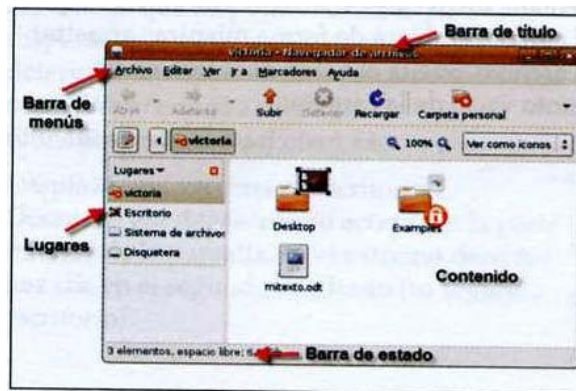 Barra de título
victoria - Navegador de archivos
Archivo Editar Ver Ir a Marcadores Ayuda
Barra de menús
Atrás Adelante Subir Detener Recargar Carpeta personal
victoria 100% Ver como iconos
Lugares
victoria
Escritorio
Sistema de archivos
Disquetera
Lugares
Desktop
Examples
mitexto.odt
Contenido
3 elementos, espacio libre:
Barra de estado